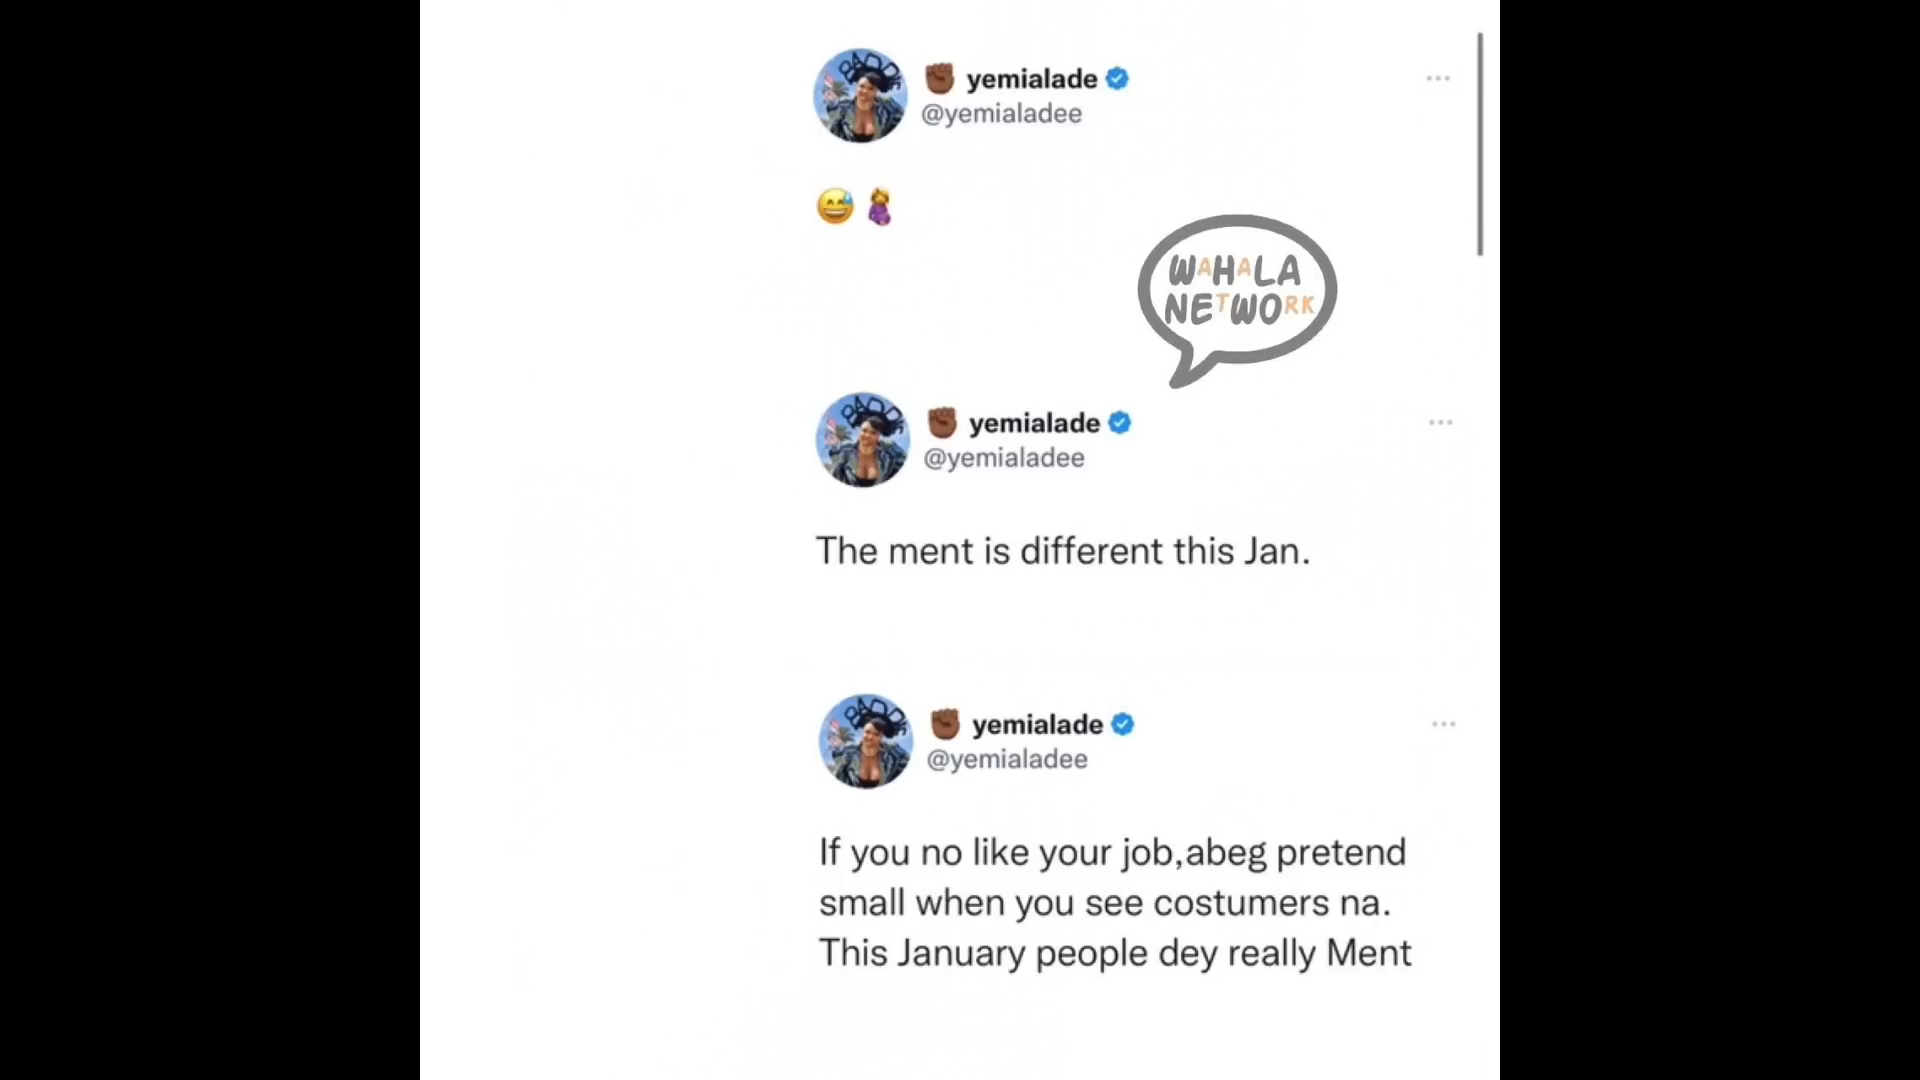 ✊🏿 yemialade
@yemialadee
😅🤰
WAHALA
NETWORK
✊🏿 yemialade
@yemialadee
The ment is different this Jan.
✊🏿 yemialade
@yemialadee
If you no like your job,abeg pretend
small when you see costumers na.
This January people dey really Ment